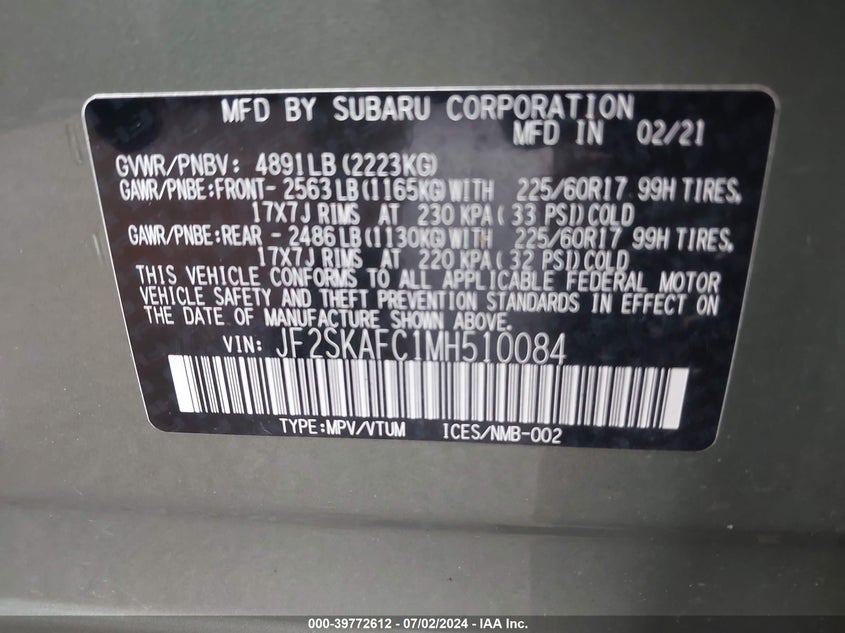 MFD BY SUBARU CORPORATION
MFD IN 02/21
GVWR/PNBV: 4891LB (2223KG)
GAWR/PNBE:FRONT- 2563LB(1165KG)WITH 225/60R17 99H TIRES,
17X7J RIMS AT 230 KPA( 33 PSI)COLD
GAWR/PNBE:REAR - 2486LB(1130KG)WITH 225/60R17 99H TIRES,
17X7J RIMS AT 220 KPA( 32 PSI)COLD
THIS VEHICLE CONFORMS TO ALL APPLICABLE FEDERAL MOTOR
VEHICLE SAFETY AND THEFT PREVENTION STANDARDS IN EFFECT ON
THE DATE OF MANUFACTURE SHOWN ABOVE.
VIN: JF2SKAFC1MH510084
TYPE:MPV/VTUM ICES/NMB-002
000-39772612 - 07/02/2024 - IAA Inc.